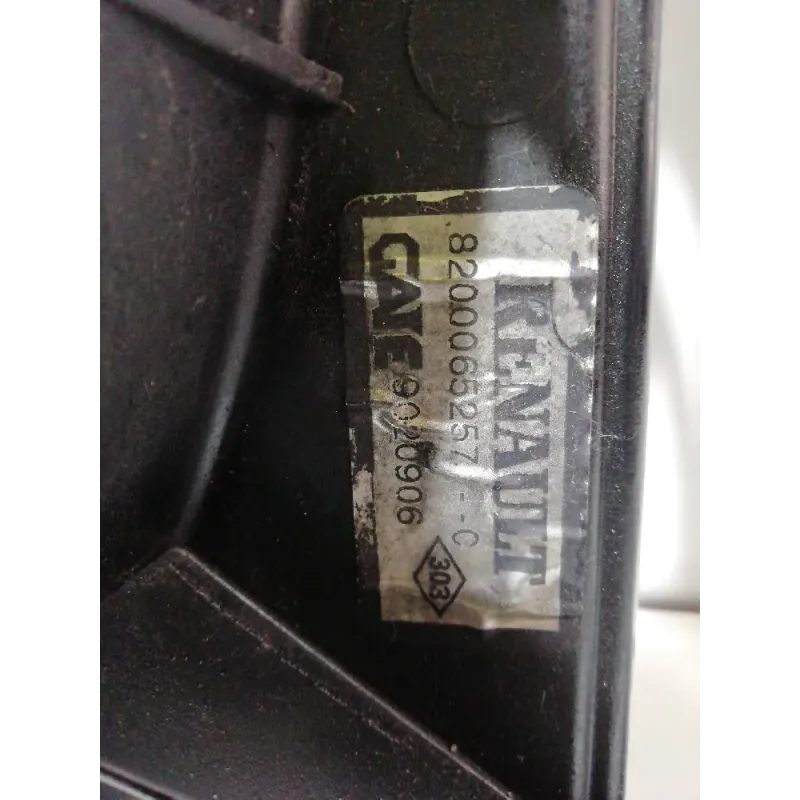 RENAULT
8200065257---C
GATE 9020906
303